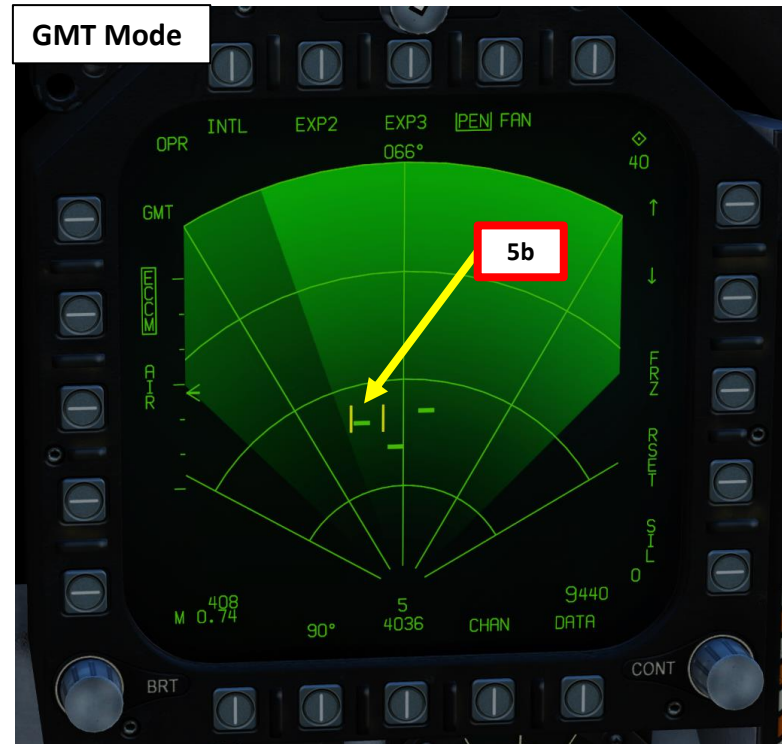 GMT Mode
INTL EXP2 EXP3 PEN FAN
OPR
066°
40
GMT
5b
ECCM
AIR
FRZ
RSET
SIL
0
408
5
9440
M 0.74
90°
4036
CHAN
DATA
BRT
CONT